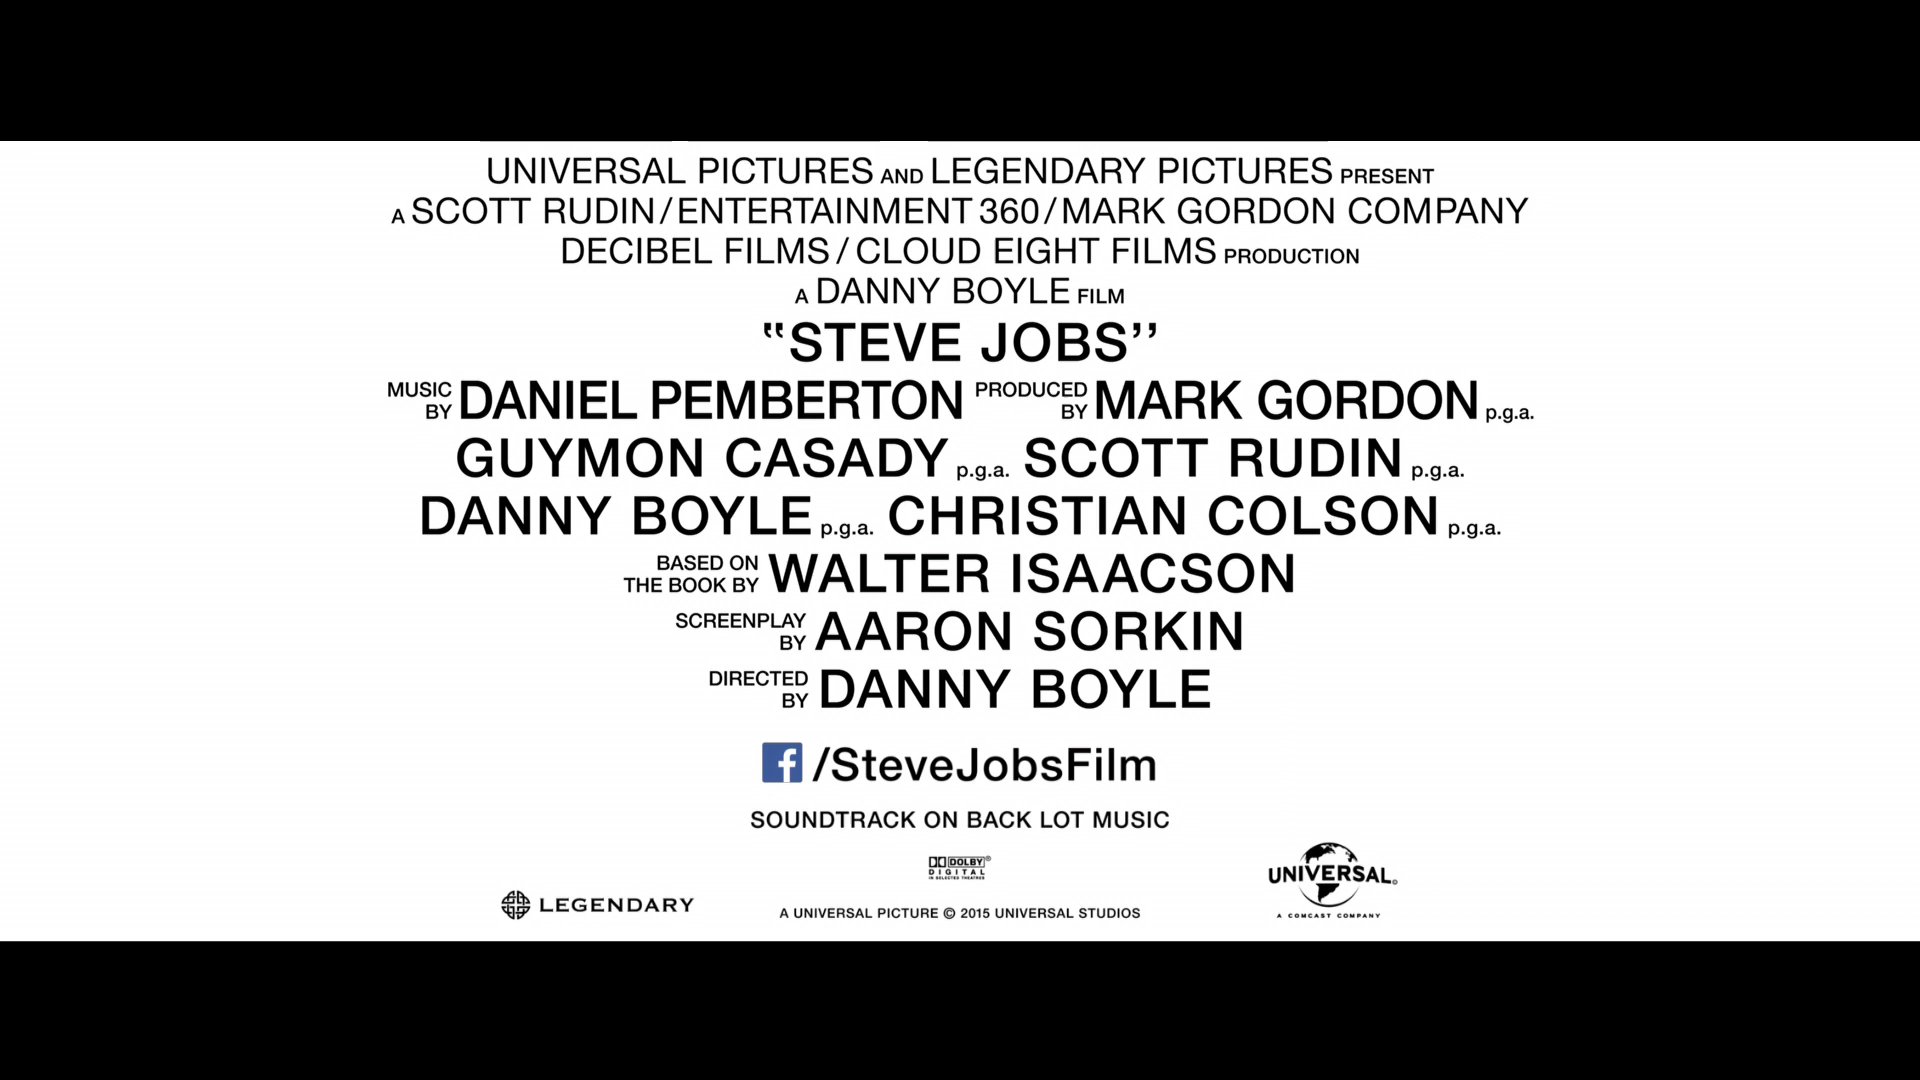 UNIVERSAL PICTURES AND LEGENDARY PICTURES PRESENT
A SCOTT RUDIN/ENTERTAINMENT 360/MARK GORDON COMPANY
DECIBEL FILMS/CLOUD EIGHT FILMS PRODUCTION
A DANNY BOYLE FILM
“STEVE JOBS’’
MUSIC BY DANIEL PEMBERTON PRODUCED BY MARK GORDON p.g.a.
GUYMON CASADY p.g.a. SCOTT RUDIN p.g.a.
DANNY BOYLE p.g.a. CHRISTIAN COLSON p.g.a.
BASED ON THE BOOK BY WALTER ISAACSON
SCREENPLAY BY AARON SORKIN
DIRECTED BY DANNY BOYLE
f /SteveJobsFilm
SOUNDTRACK ON BACK LOT MUSIC
DOLBY®
DIGITAL
IN SELECTED THEATRES
LEGENDARY
A UNIVERSAL PICTURE © 2015 UNIVERSAL STUDIOS
UNIVERSAL
A COMCAST COMPANY